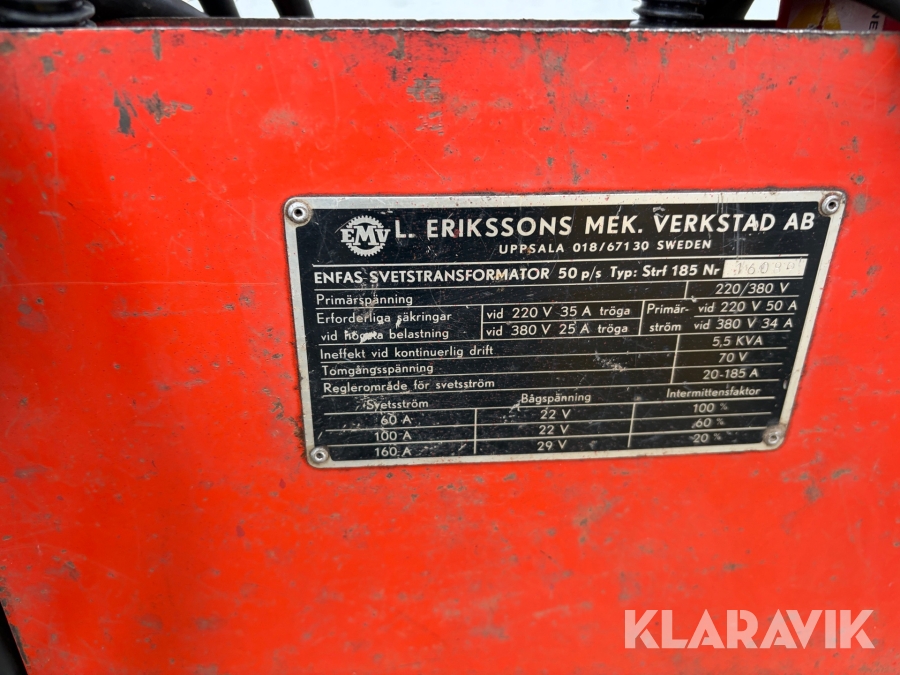 NE
EMV L. ERIKSSONS MEK. VERKSTAD AB
UPPSALA 018/67130 SWEDEN
ENFAS SVETSTRANSFORMATOR 50 p/s Typ: Strf 185 Nr
Primärspänning 220/380 V
Erforderliga säkringar vid 220 V 35 A tröga Primär- vid 220 V 50 A
vid högsta belastning vid 380 V 25 A tröga ström vid 380 V 34 A
Ineffekt vid kontinuerlig drift 5,5 KVA
Tomgångsspänning 70 V
Reglerområde för svetsström 20-185 A
Svetsström Bågspänning Intermittensfaktor
60 A 22 V 100 %
100 A 22 V 60 %
160 A 29 V 20 %
KLARAVIK